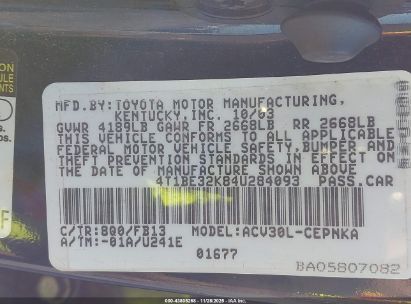 MFD.BY:TOYOTA MOTOR MANUFACTURING,
KENTUCKY,INC. 10/03
GVWR 4189LB GAWR FR 2668LB RR 2668LB
THIS VEHICLE CONFORMS TO ALL APPLICABLE
FEDERAL MOTOR VEHICLE SAFETY,BUMPER AND
THEFT PREVENTION STANDARDS IN EFFECT ON
THE DATE OF MANUFACTURE SHOWN ABOVE.
4T1BE32K84U284093 PASS.CAR
C/TR:8Q0/FB13 MODEL:ACV30L-CEPNKA
A/TM:-01A/U241E
01677
BA05807082